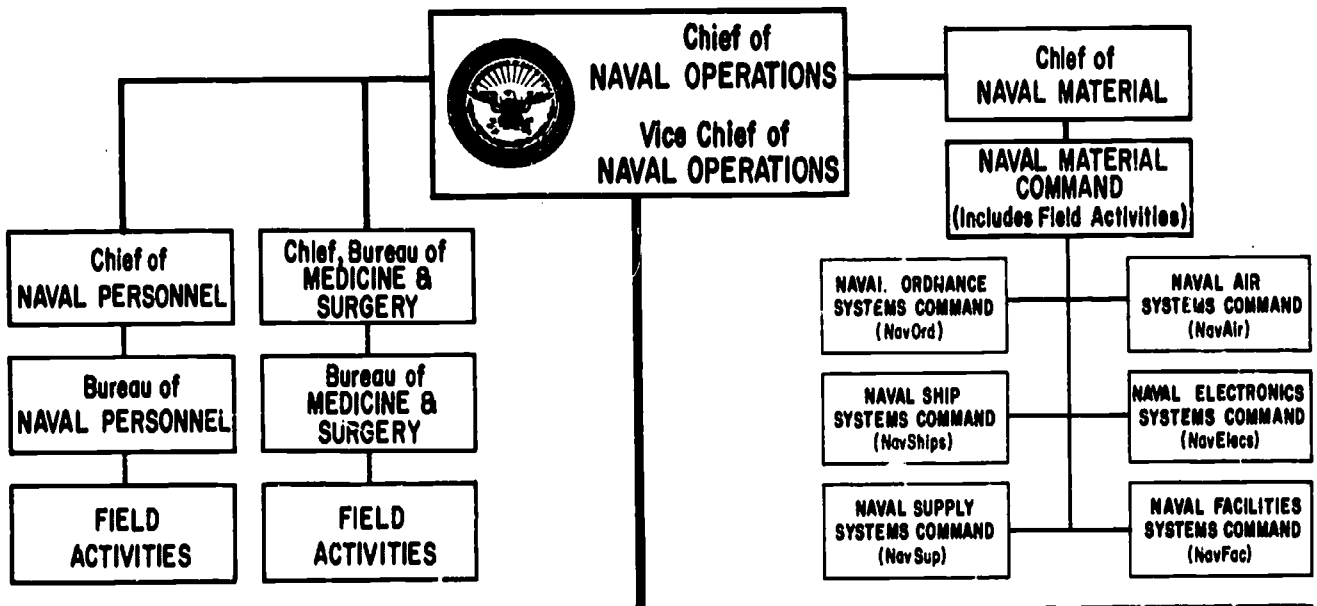 Chief of
NAVAL OPERATIONS
Vice Chief of
NAVAL OPERATIONS
Chief of
NAVAL MATERIAL
NAVAL MATERIAL
COMMAND
(Includes Field Activities)
Chief of
NAVAL PERSONNEL
Chief, Bureau of
MEDICINE &
SURGERY
Bureau of
NAVAL PERSONNEL
Bureau of
MEDICINE &
SURGERY
FIELD
ACTIVITIES
FIELD
ACTIVITIES
NAVAL ORDNANCE
SYSTEMS COMMAND
(NavOrd)
NAVAL AIR
SYSTEMS COMMAND
(NavAir)
NAVAL SHIP
SYSTEMS COMMAND
(NavShips)
NAVAL ELECTRONICS
SYSTEMS COMMAND
(NavElecs)
NAVAL SUPPLY
SYSTEMS COMMAND
(NavSup)
NAVAL FACILITIES
SYSTEMS COMMAND
(NavFac)